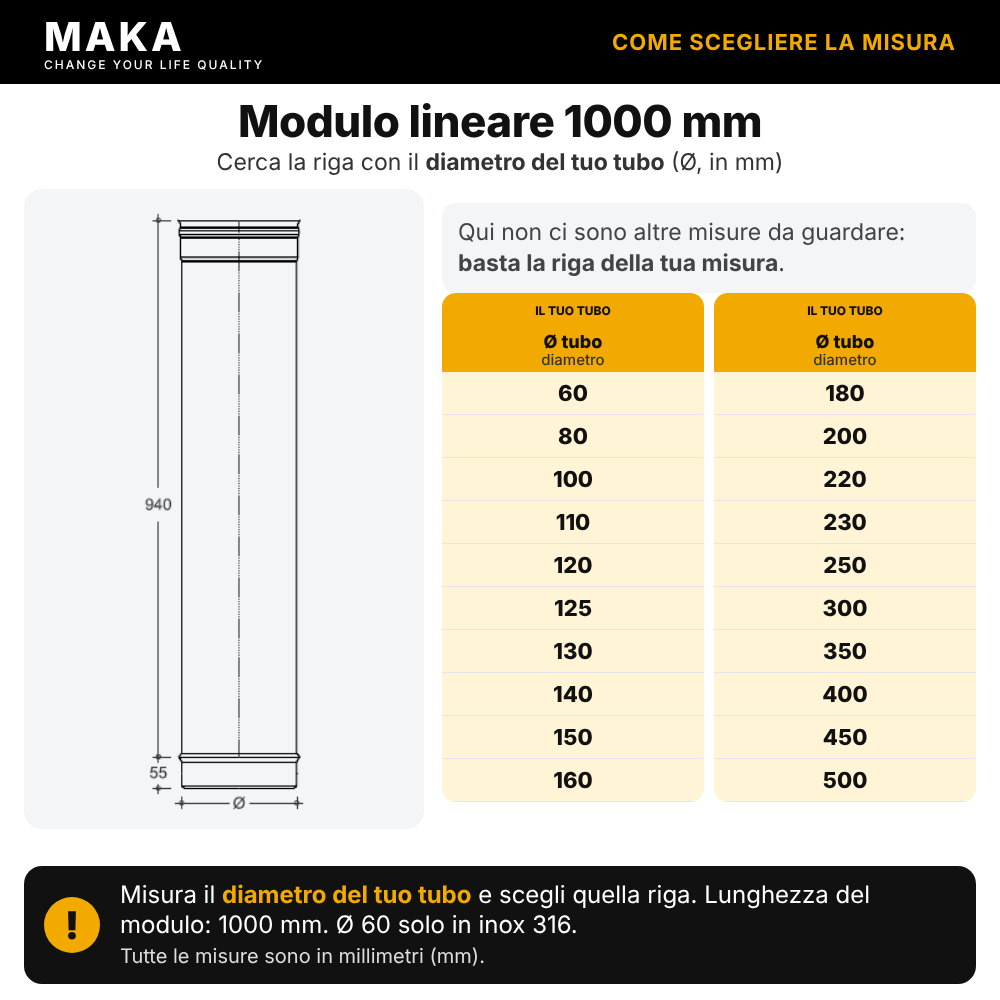 MAKA
CHANGE YOUR LIFE QUALITY
COME SCEGLIERE LA MISURA
Modulo lineare 1000 mm
Cerca la riga con il diametro del tuo tubo (Ø, in mm)
940
55
Ø
Qui non ci sono altre misure da guardare:
basta la riga della tua misura.
IL TUO TUBO
Ø tubo
diametro
60
80
100
110
120
125
130
140
150
160
IL TUO TUBO
Ø tubo
diametro
180
200
220
230
250
300
350
400
450
500
!
Misura il diametro del tuo tubo e scegli quella riga. Lunghezza del
modulo: 1000 mm. Ø 60 solo in inox 316.
Tutte le misure sono in millimetri (mm).